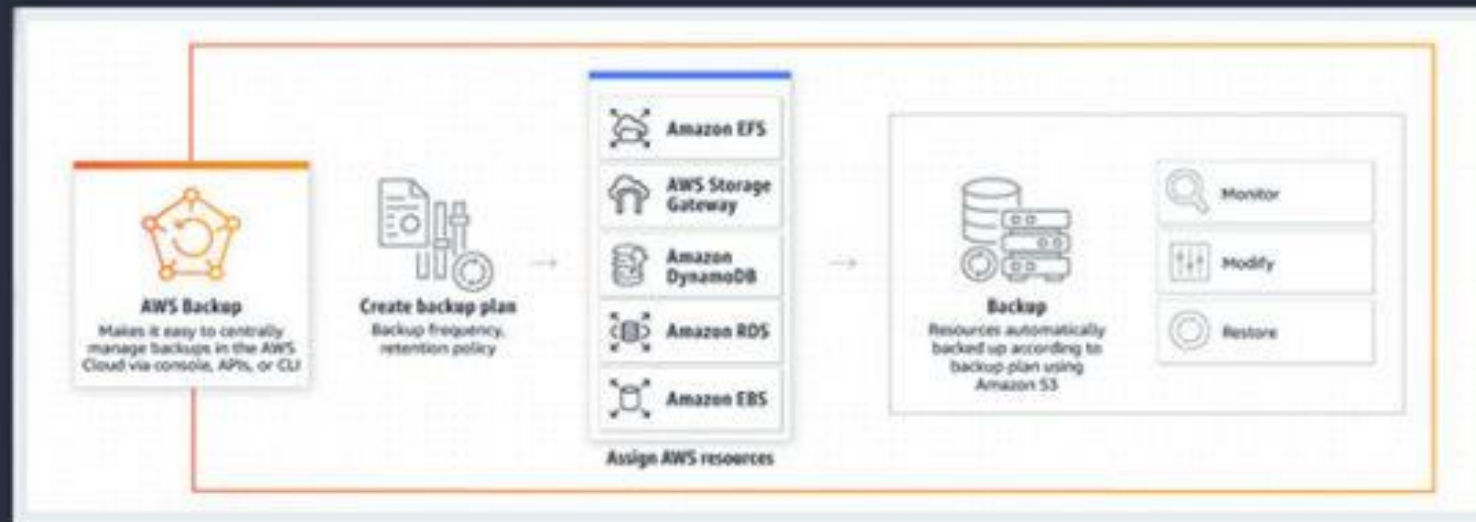 AWS Backup
Makes it easy to centrally
manage backups in the AWS
Cloud via console, APIs, or CLI
Create backup plan
Backup frequency,
retention policy
Amazon EFS
AWS Storage
Gateway
Amazon
DynamoDB
Amazon RDS
Amazon EBS
Assign AWS resources
Backup
Resources automatically
backed up according to
backup plan using
Amazon S3
Monitor
Modify
Restore